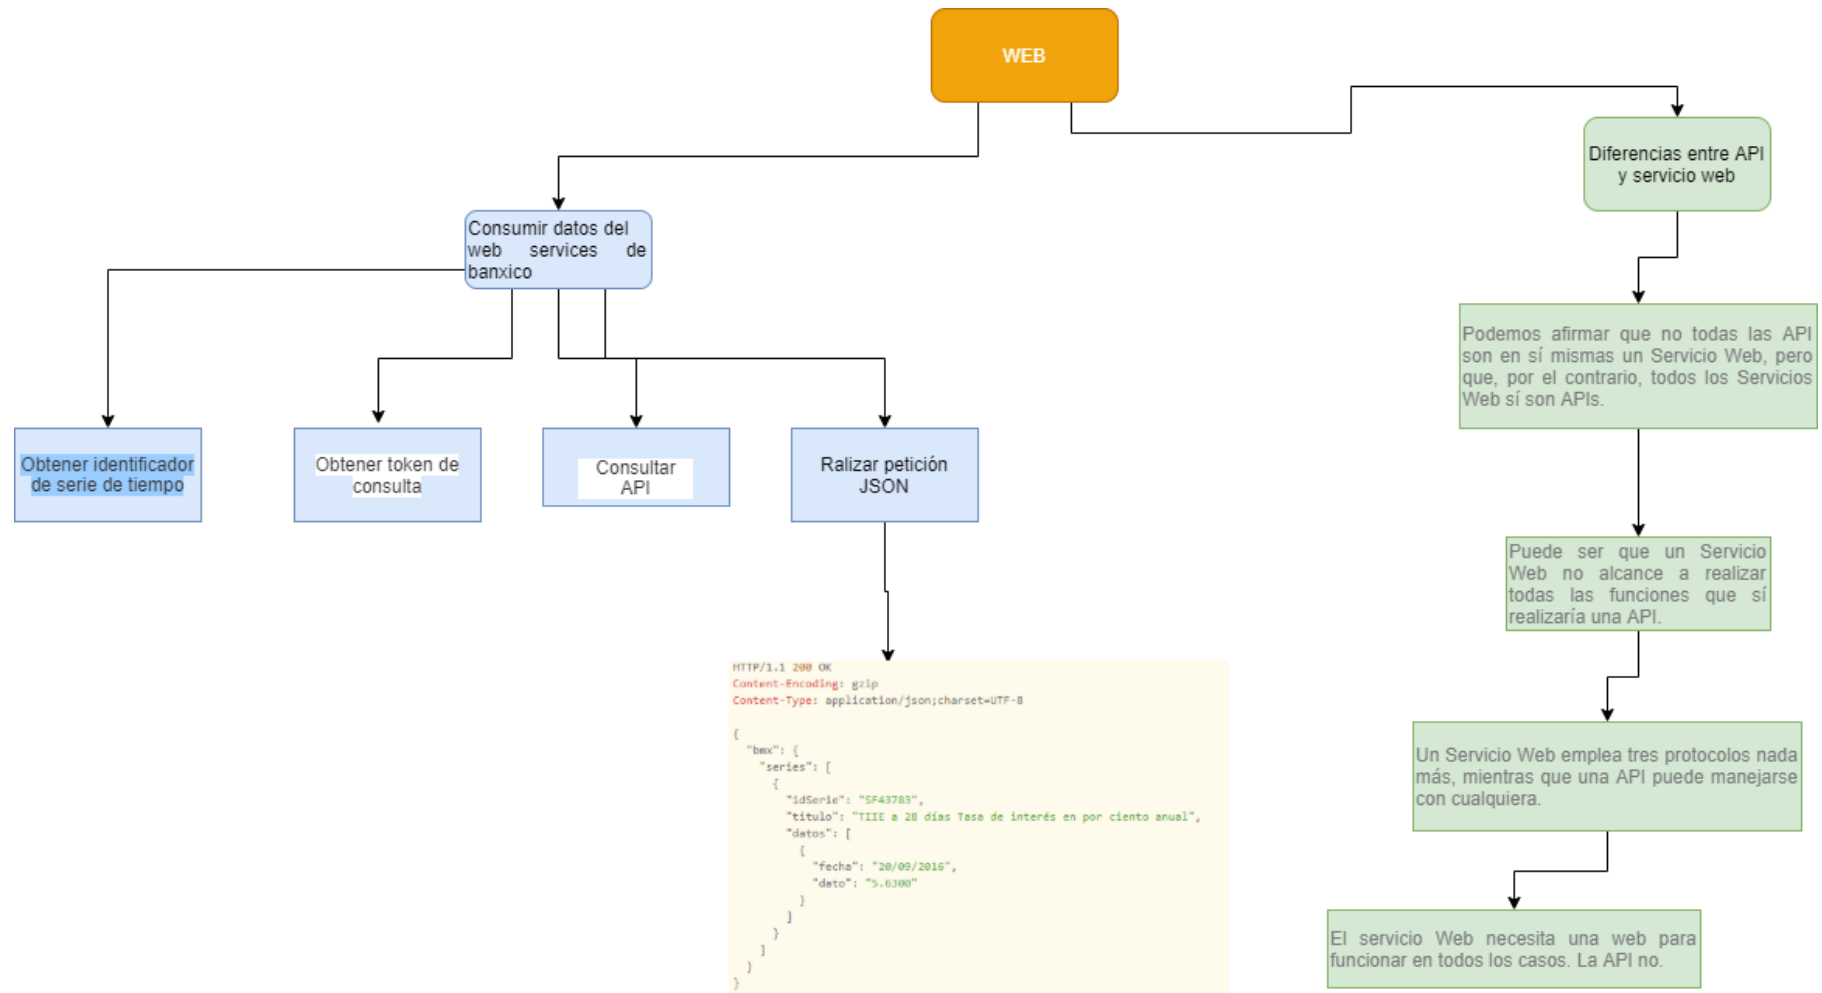 WEB
Diferencias entre API
y servicio web
Consumir datos del
web services de
banxico
Podemos afirmar que no todas las API
son en sí mismas un Servicio Web, pero
que, por el contrario, todos los Servicios
Web sí son APIs.
Obtener identificador
de serie de tiempo
Obtener token de
consulta
Consultar
API
Ralizar petición
JSON
Puede ser que un Servicio
Web no alcance a realizar
todas las funciones que sí
realizaría una API.
HTTP/1.1 200 OK
Content-Encoding: gzip
Content-Type: application/json;charset=UTF-8
{
"bmx": {
"series": [
{
"idSerie": "SF43783",
"titulo": "TIIE a 28 días Tasa de interés en por ciento anual",
"datos": [
{
"fecha": "20/09/2016",
"dato": "5.6300"
}
]
}
]
}
}
Un Servicio Web emplea tres protocolos nada
más, mientras que una API puede manejarse
con cualquiera.
El servicio Web necesita una web para
funcionar en todos los casos. La API no.